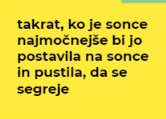 takrat, ko je sonce
najmočnejše bi jo
postavila na sonce
in pustila, da se
segreje